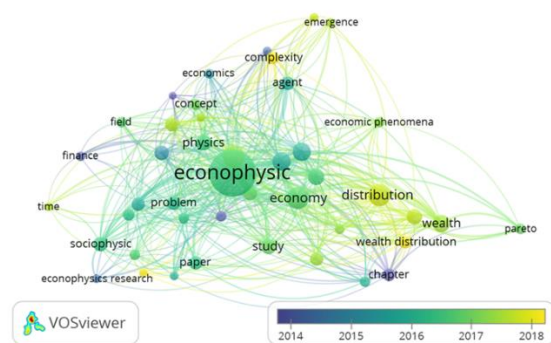 emergence
complexity
economics
agent
concept
field
economic phenomena
physics
finance
econophysic
distribution
time
problem
economy
wealth
pareto
sociophysic
study
wealth distribution
paper
econophysics research
chapter
VOSviewer
2014 2015 2016 2017 2018